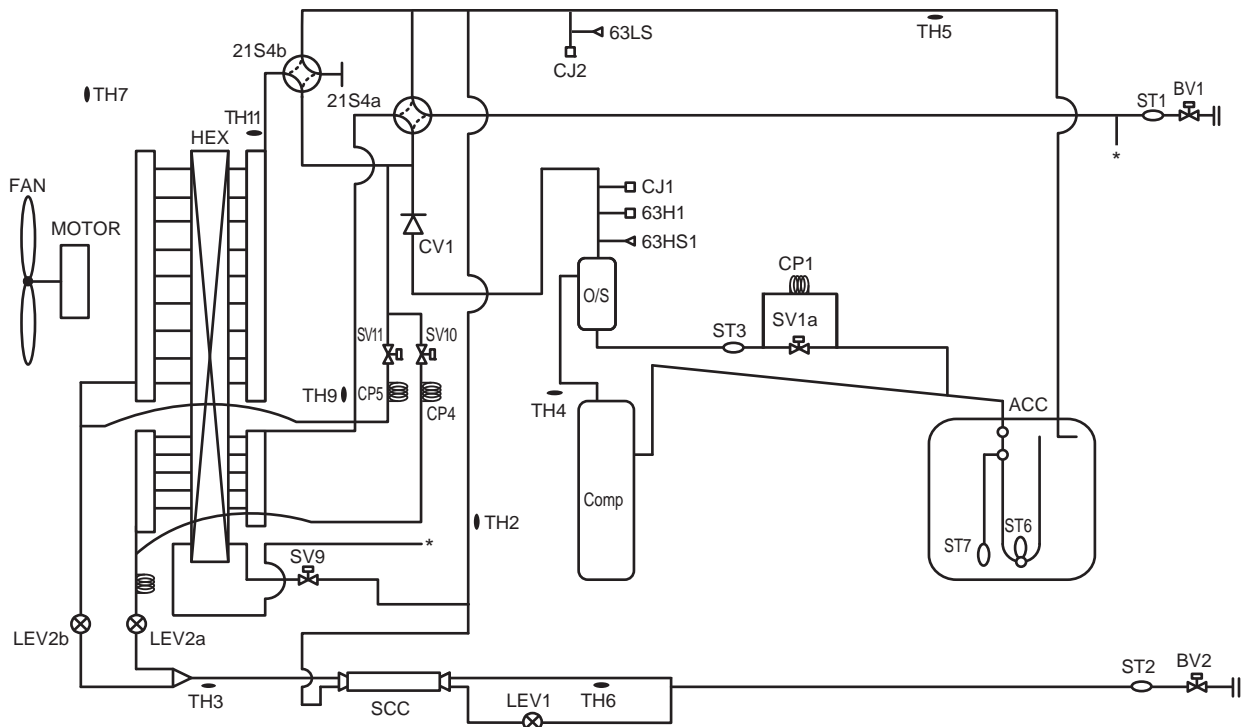 63LS
TH5
CJ2
21S4b
21S4a
TH7
TH11
HEX
ST1
BV1
*
FAN
MOTOR
CJ1
63H1
63HS1
CV1
O/S
CP1
SV1a
ST3
SV11
SV10
CP5
CP4
TH9
TH4
ACC
Comp
TH2
ST6
ST7
*
SV9
LEV2b
LEV2a
TH3
SCC
LEV1
TH6
ST2
BV2